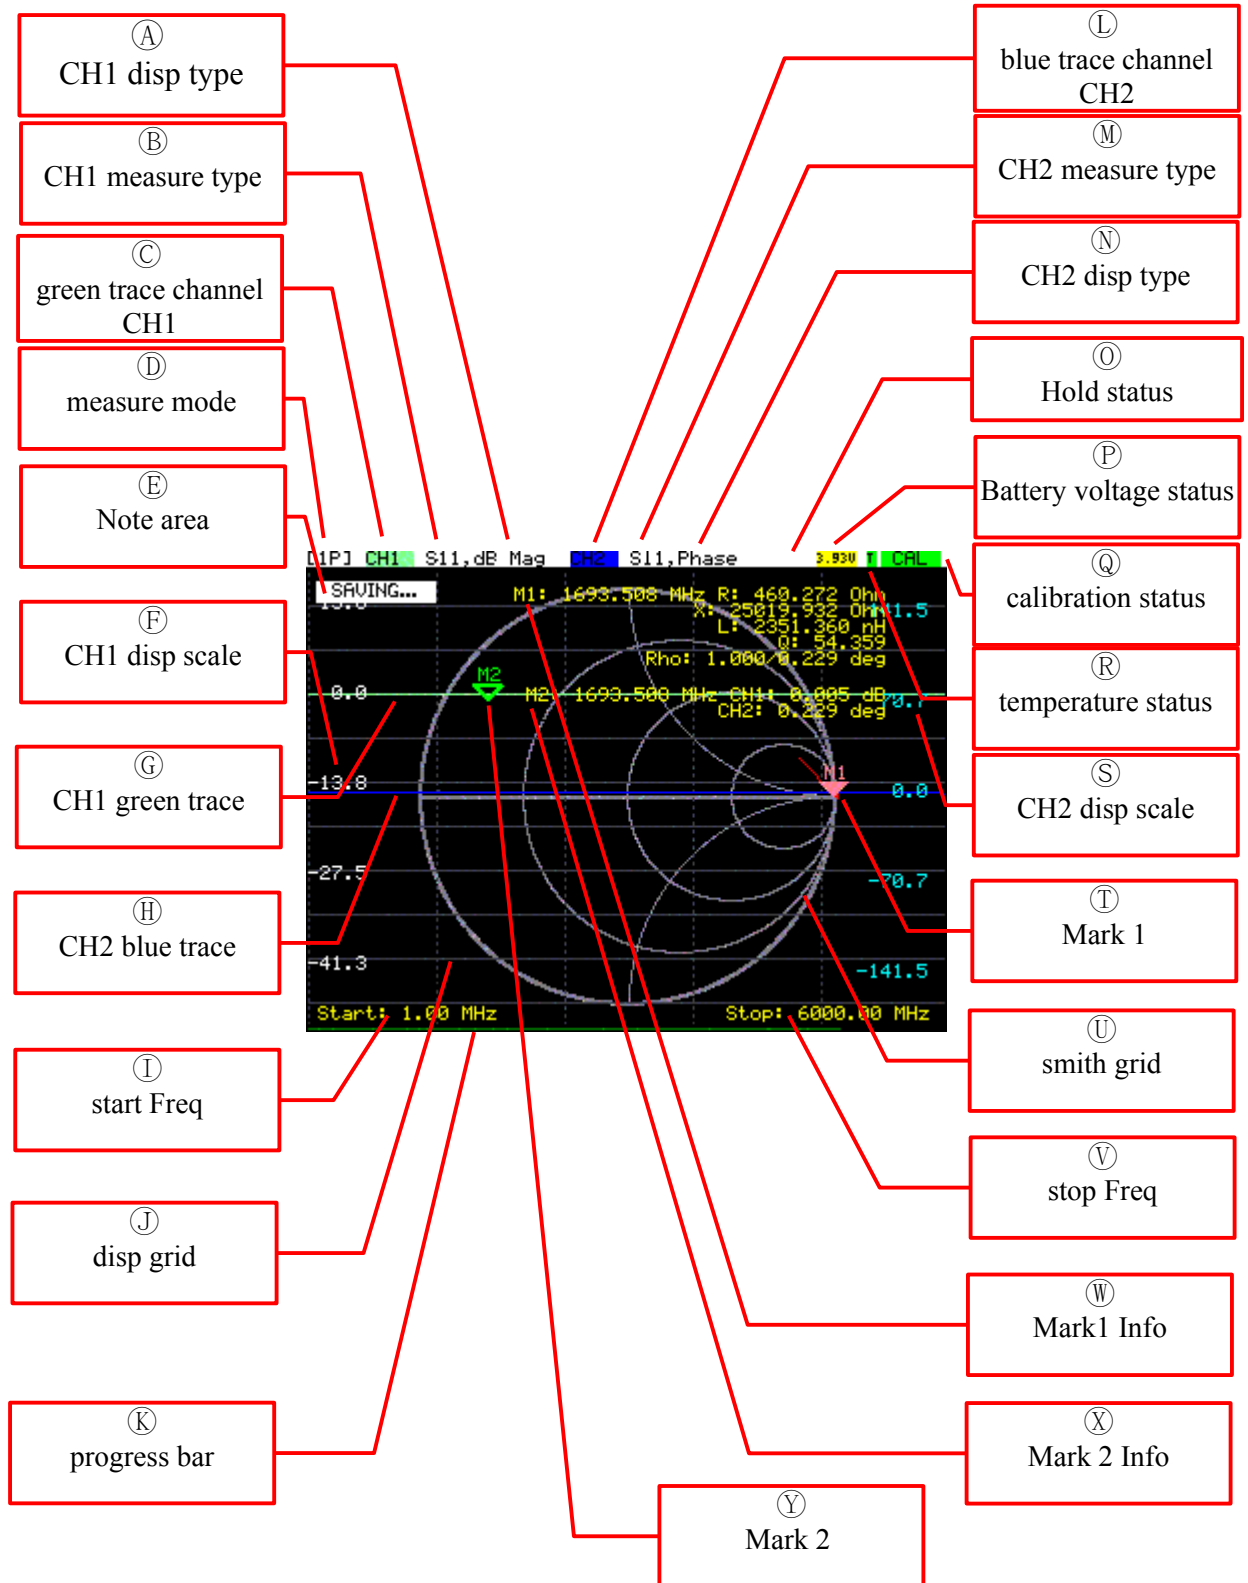 Ⓐ
CH1 disp type
Ⓑ
CH1 measure type
Ⓒ
green trace channel
CH1
Ⓓ
measure mode
Ⓔ
Note area
Ⓕ
CH1 disp scale
Ⓖ
CH1 green trace
Ⓗ
CH2 blue trace
Ⓘ
start Freq
Ⓙ
disp grid
Ⓚ
progress bar
Ⓛ
blue trace channel
CH2
Ⓜ
CH2 measure type
Ⓝ
CH2 disp type
Ⓞ
Hold status
Ⓟ
Battery voltage status
Ⓠ
calibration status
Ⓡ
temperature status
Ⓢ
CH2 disp scale
Ⓣ
Mark 1
Ⓤ
smith grid
Ⓥ
stop Freq
Ⓦ
Mark1 Info
Ⓧ
Mark 2 Info
Ⓨ
Mark 2
[1P] CH1 S11,dB Mag CH2 S11,Phase 3.93V T CAL
SAVING...
M1: 1693.508 MHz R: 460.272 Ohm
X: 25019.932 Ohm
L: 2351.360 nH
Q: 54.359
Rho: 1.000/0.229 deg
M2
0.0
M2: 1693.508 MHz CH1: 0.005 dB
70.7
CH2: 0.229 deg
M1
-13.8
0.0
-27.5
-70.7
-41.3
-141.5
Start: 1.00 MHz
Stop: 6000.00 MHz